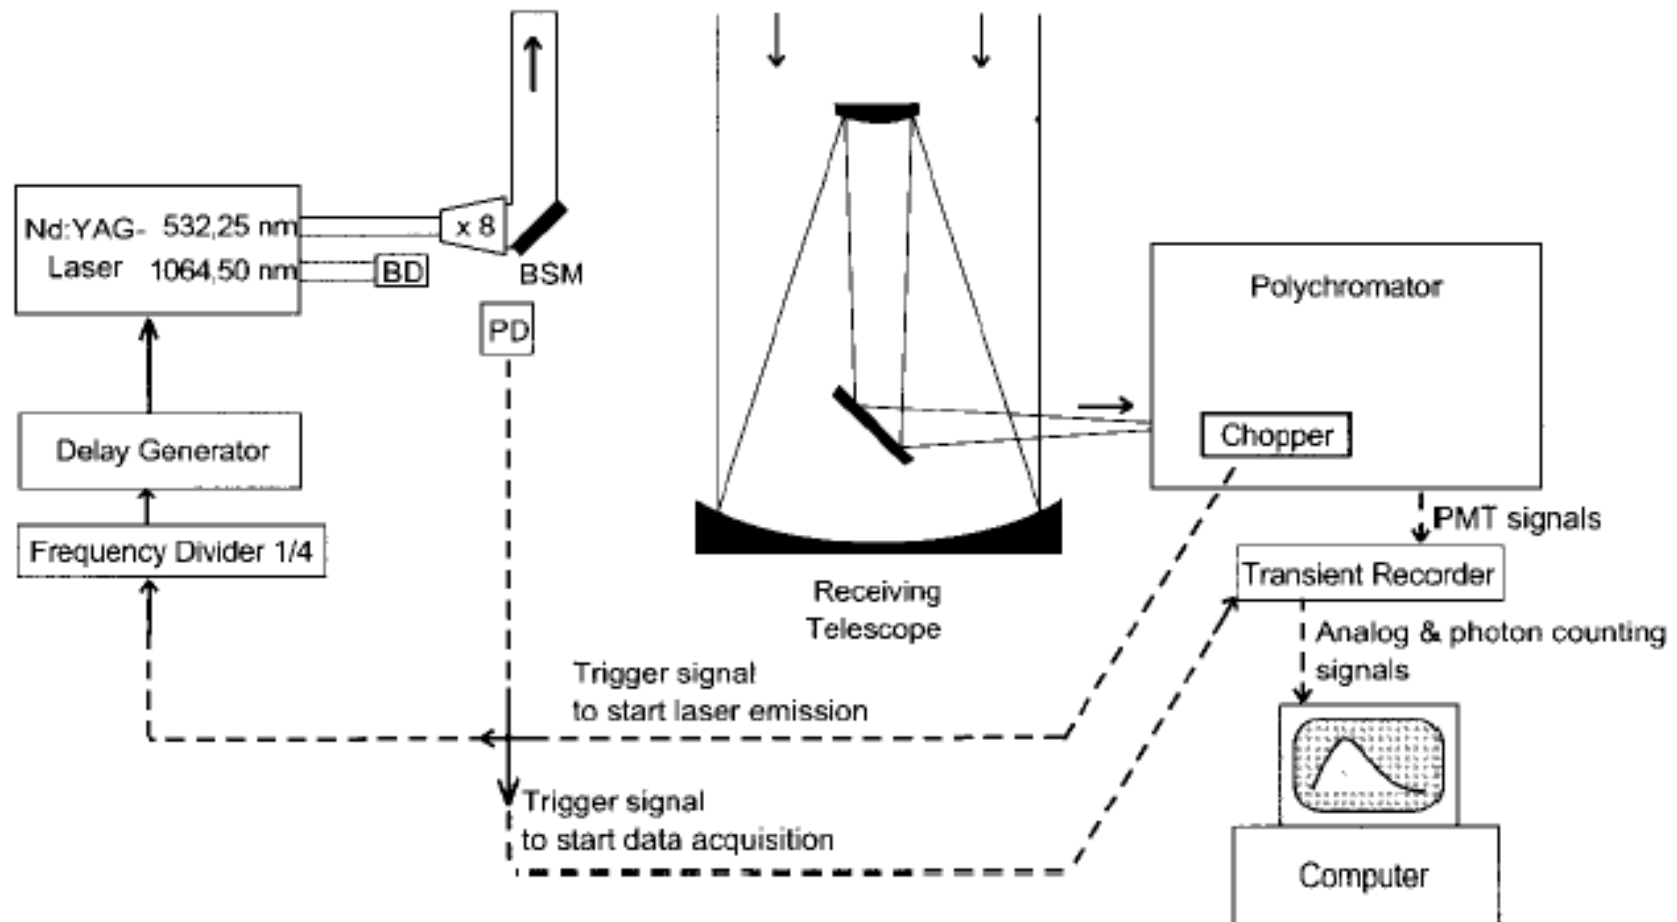 Nd:YAG- 532,25 nm
Laser 1064,50 nm
x 8
BD
BSM
PD
Polychromator
Chopper
Delay Generator
Frequency Divider 1/4
PMT signals
Transient Recorder
Receiving
Telescope
Analog & photon counting
signals
Trigger signal
to start laser emission
Trigger signal
to start data acquisition
Computer